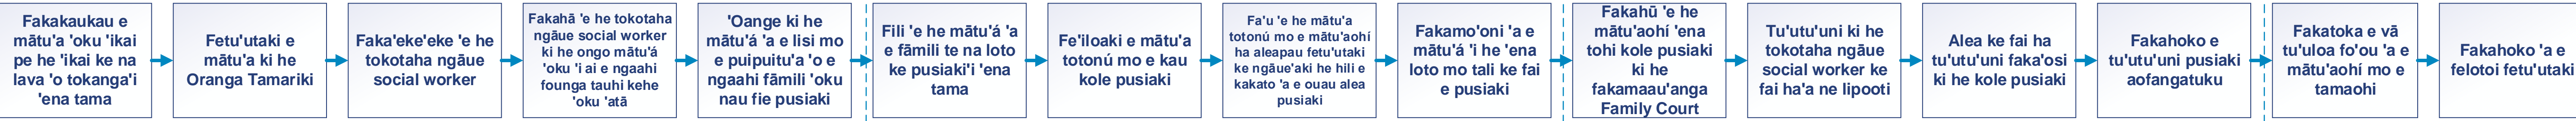 Fakakaukau e
mātu'a 'oku 'ikai
pe he 'ikai ke na
lava 'o tokanga'i
'ena tama
Fetu'utaki e
mātu'a ki he
Oranga Tamariki
Faka'eke'eke 'e he
tokotaha ngāue
social worker
Fakahā 'e he tokotaha
ngāue social worker
ki he ongo mātu'á
'oku 'i ai e ngaahi
founga tauhi kehe
'oku 'atā
'Oange ki he
mātu'á 'a e lisi mo
e puipuitu'a 'o e
ngaahi fāmili 'oku
nau fie pusiaki
Fili 'e he mātu'á 'a
e fāmili te na loto
ke pusiaki'i 'ena
tama
Fe'iloaki e mātu'a
totonú mo e kau
kole pusiaki
Fa'u 'e he mātu'a
totonú mo e mātu'aohí
ha aleapau fetu'utaki
ke ngāue'aki he hili e
kakato 'a e ouau alea
pusiaki
Fakamo'oni 'a e
mātu'á 'i he 'ena
loto mo tali ke fai
e pusiaki
Fakahū 'e he
mātu'aohí 'ena
tohi kole pusiaki
ki he
fakamaau'anga
Family Court
Tu'utu'uni ki he
tokotaha ngāue
social worker ke
fai ha'a ne lipooti
Alea ke fai ha
tu'utu'uni faka'osi
ki he kole pusiaki
Fakahoko e
tu'utu'uni pusiaki
aofangatuku
Fakatoka e vā
tu'uloa fo'ou 'a e
mātu'aohí mo e
tamaohi
Fakahoko 'a e
felotoi fetu'utaki